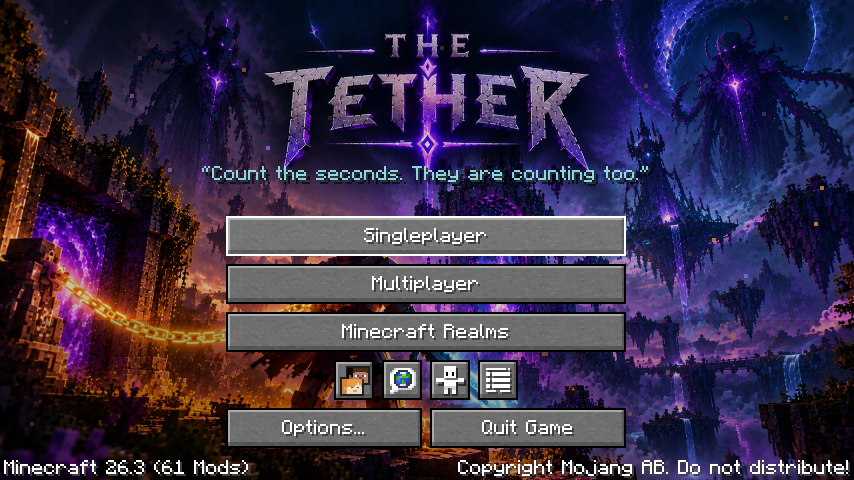 THE
TETHER
“Count the seconds. They are counting too.”
Singleplayer
Multiplayer
Minecraft Realms
Options...
Quit Game
Minecraft 26.3 (61 Mods)
Copyright Mojang AB. Do not distribute!